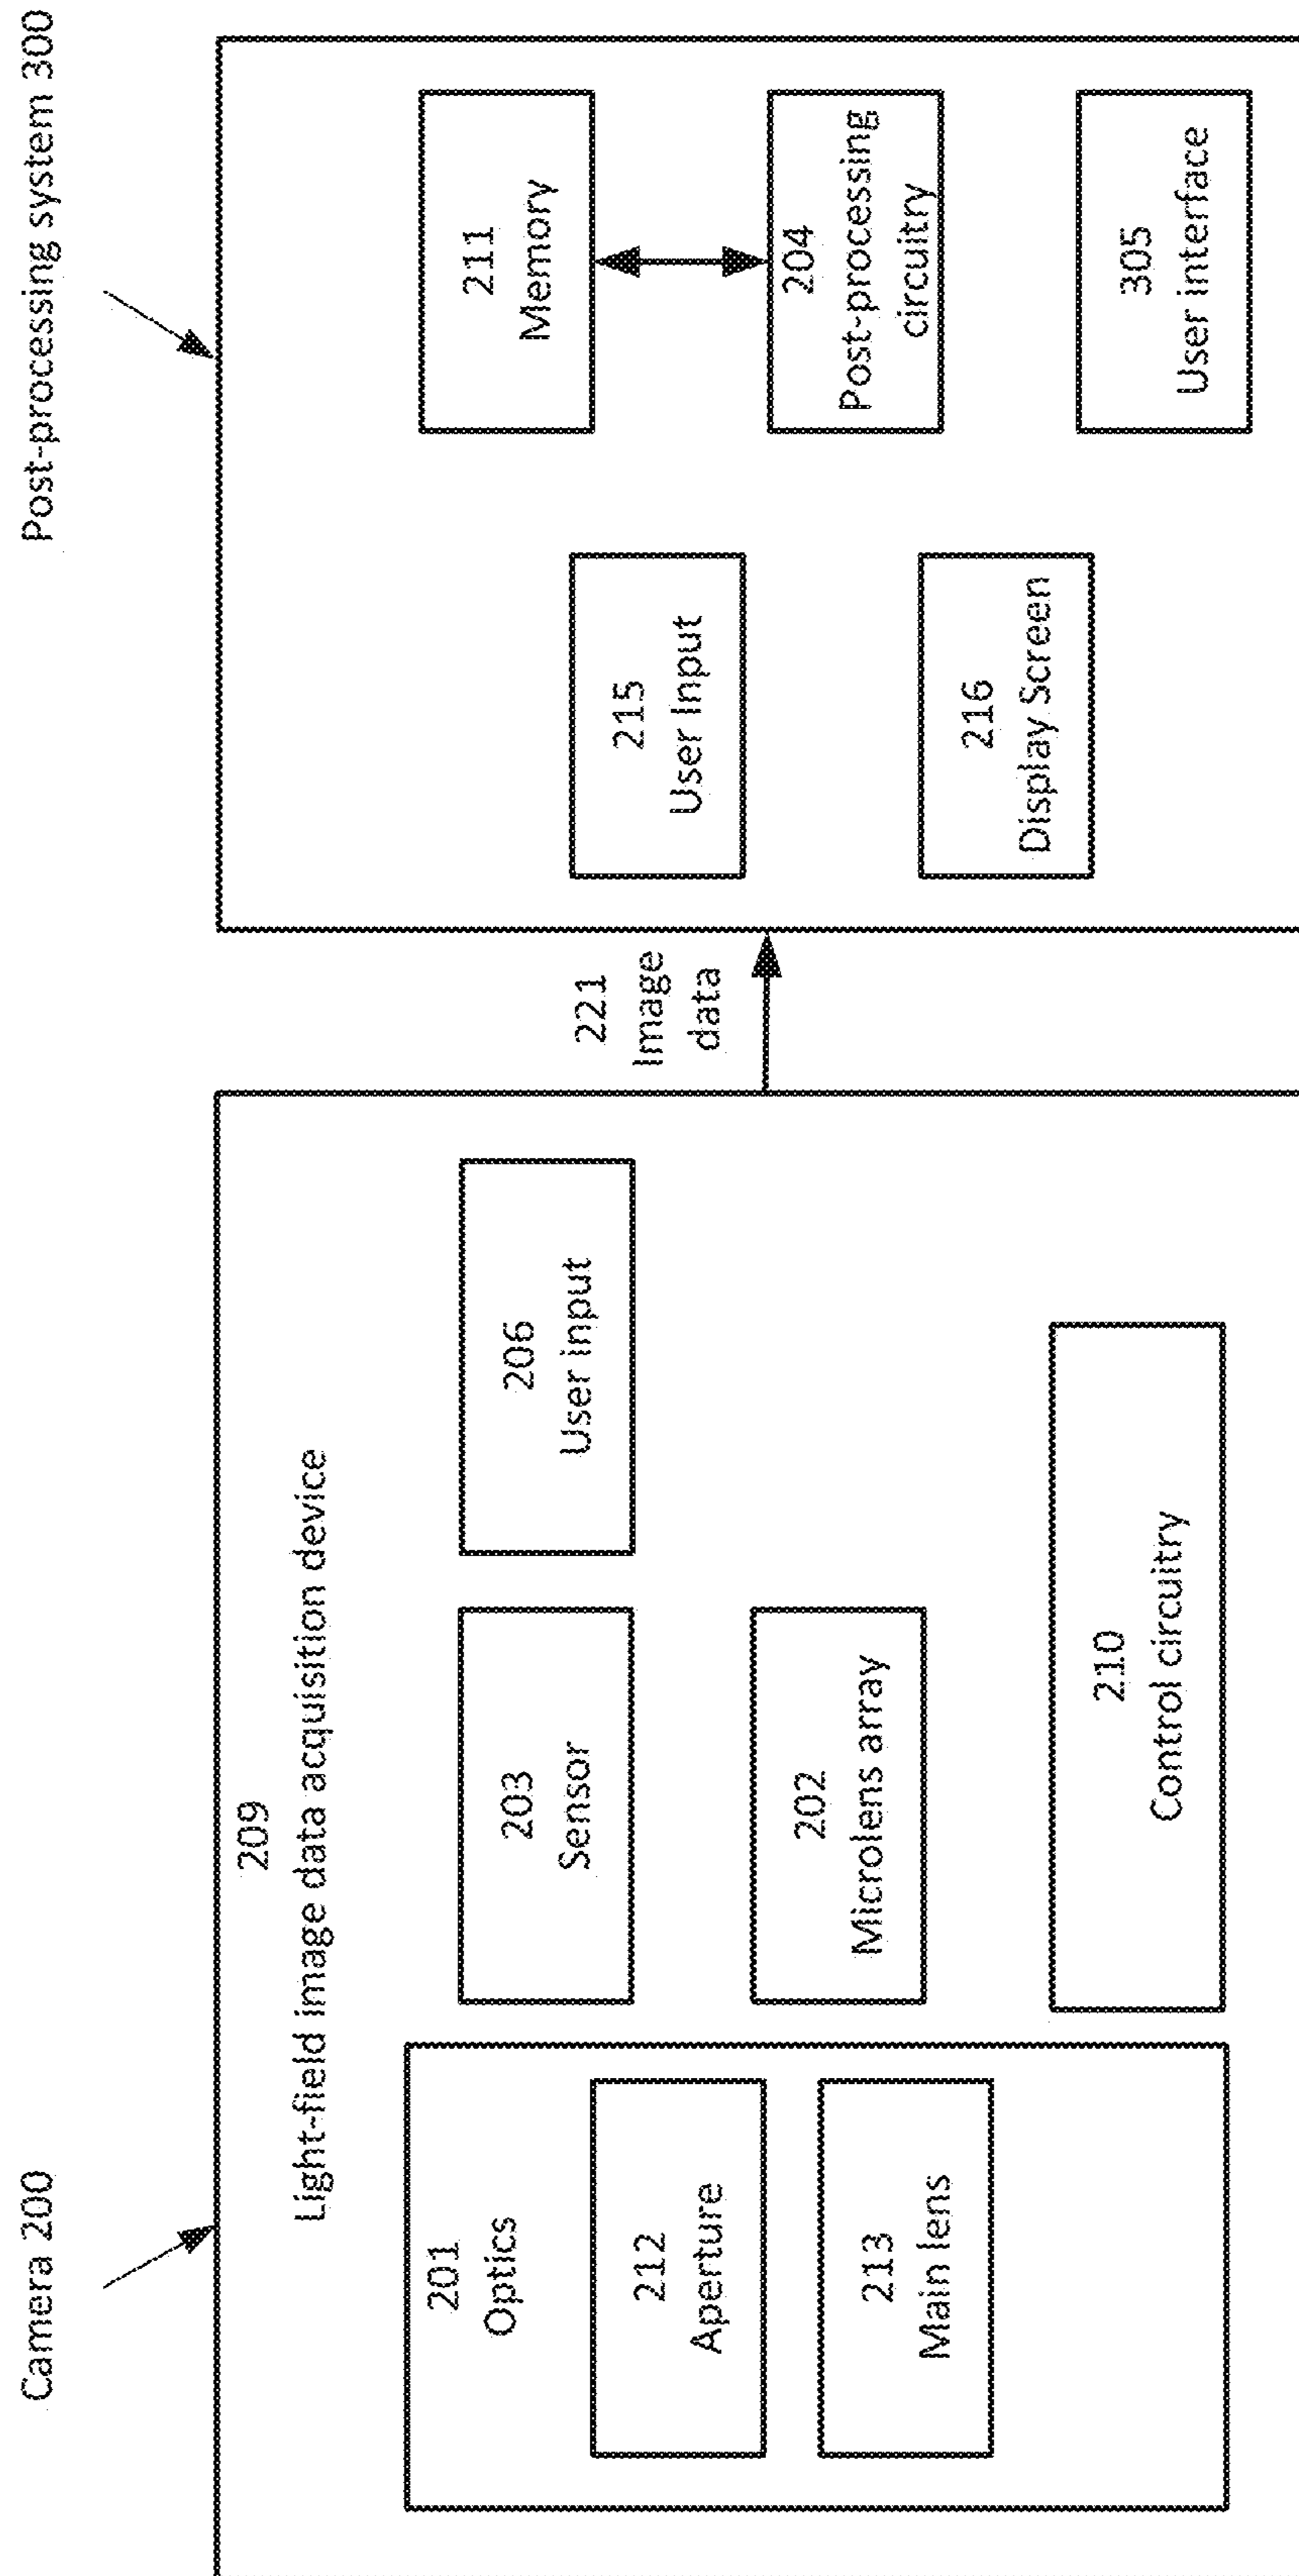 Camera 200
Post-processing system 300
209
Light-field image data acquisition device
201
Optics
212
Aperture
213
Main lens
203
Sensor
202
Microlens array
206
User input
210
Control circuitry
221
Image
data
215
User Input
216
Display Screen
211
Memory
204
Post-processing
circuitry
305
User interface